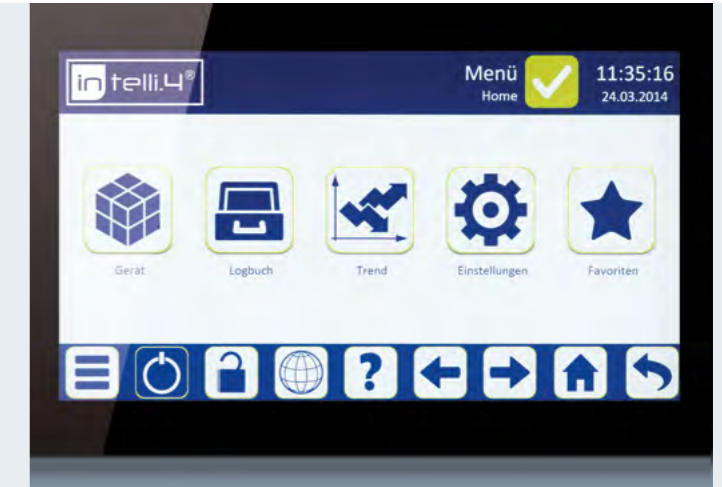 intelli.4®
Menü
Home
11:35:16
24.03.2014
Gerät
Logbuch
Trend
Einstellungen
Favoriten
?